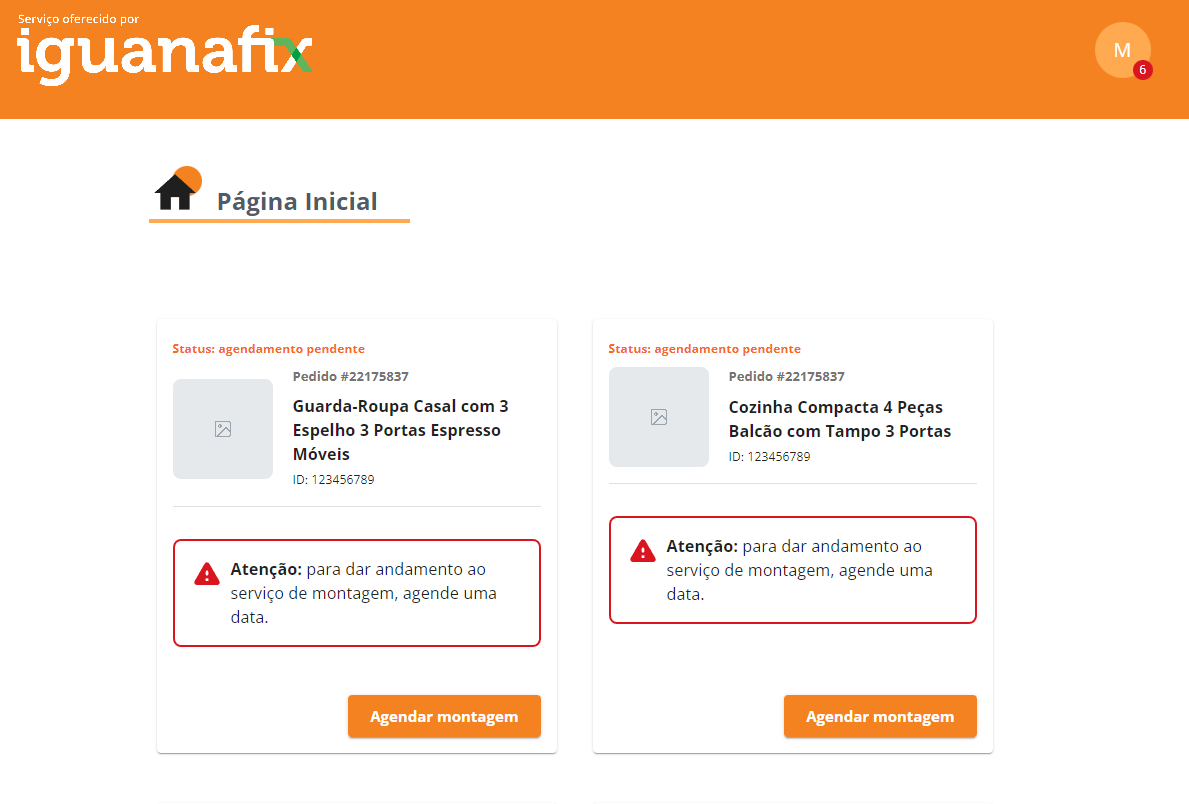 Serviço oferecido por
iguanafix
M
6
Página Inicial
Status: agendamento pendente
Pedido #22175837
Guarda-Roupa Casal com 3
Espelho 3 Portas Espresso
Móveis
ID: 123456789
Atenção: para dar andamento ao
serviço de montagem, agende uma
data.
Agendar montagem
Status: agendamento pendente
Pedido #22175837
Cozinha Compacta 4 Peças
Balcão com Tampo 3 Portas
ID: 123456789
Atenção: para dar andamento ao
serviço de montagem, agende uma
data.
Agendar montagem